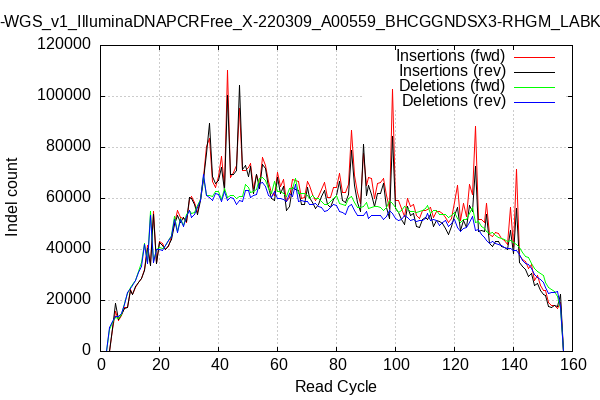 -WGS_v1_IlluminaDNAPCRFree_X-220309_A00559_BHCGGNDSX3-RHGM_LABK
Insertions (fwd)
Insertions (rev)
Deletions (fwd)
Deletions (rev)
Indel count
120000
100000
80000
60000
40000
20000
0
0 20 40 60 80 100 120 140 160
Read Cycle